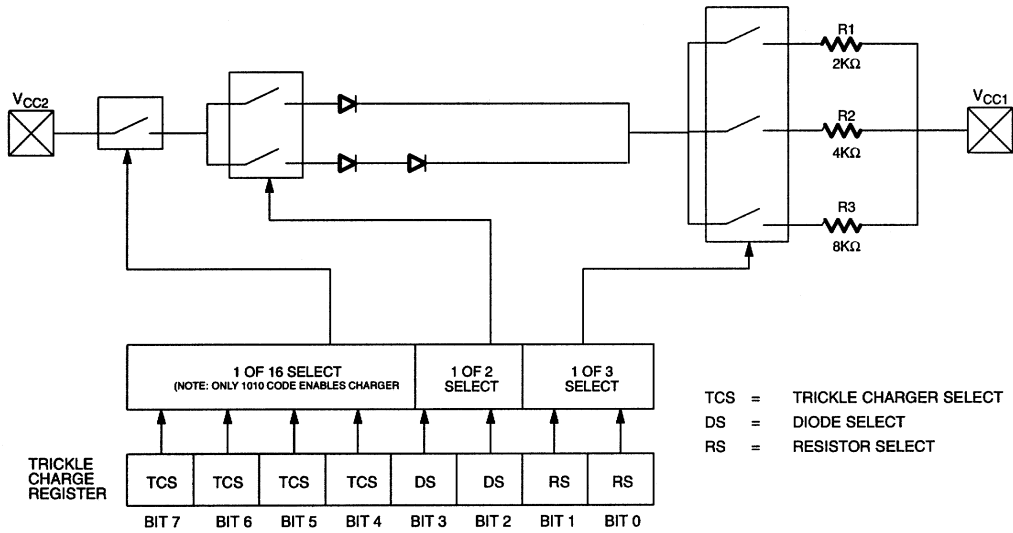 R1
2KΩ
VCC2
VCC1
R2
4KΩ
R3
8KΩ
1 OF 16 SELECT
(NOTE: ONLY 1010 CODE ENABLES CHARGER
1 OF 2
SELECT
1 OF 3
SELECT
TCS = TRICKLE CHARGER SELECT
DS = DIODE SELECT
RS = RESISTOR SELECT
TRICKLE
CHARGE
REGISTER
TCS TCS TCS TCS DS DS RS RS
BIT 7 BIT 6 BIT 5 BIT 4 BIT 3 BIT 2 BIT 1 BIT 0